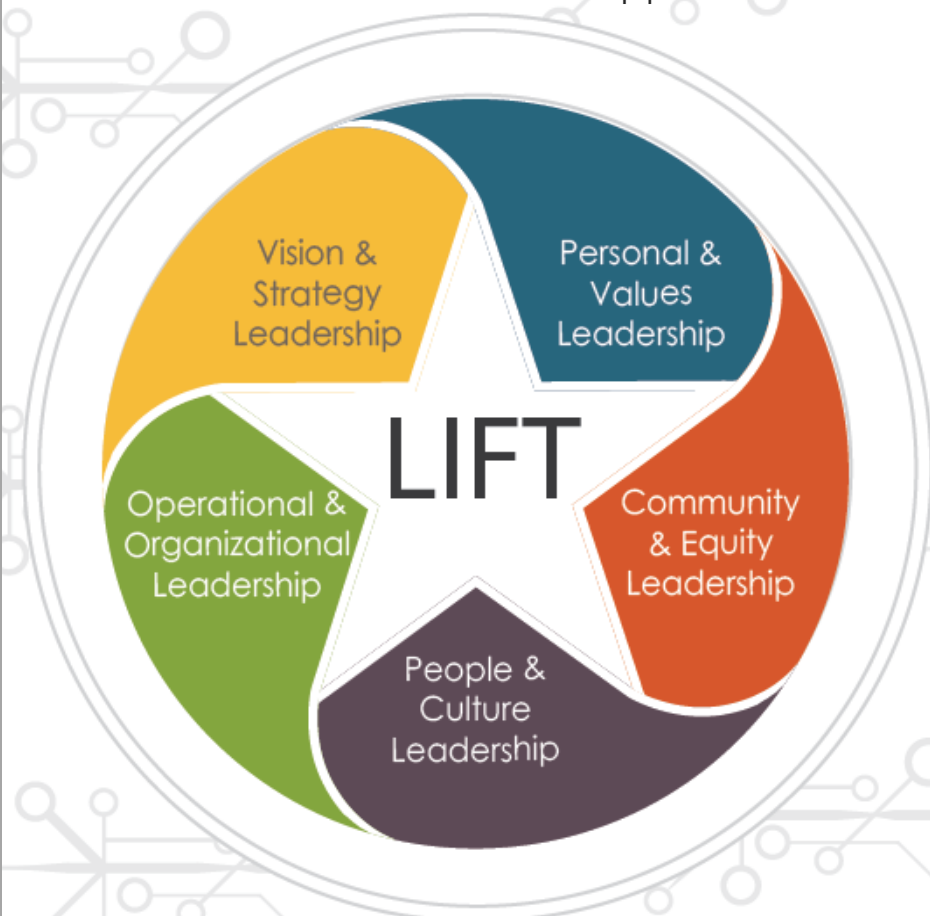 Vision &
Strategy
Leadership
Personal &
Values
Leadership
LIFT
Operational &
Organizational
Leadership
Community
& Equity
Leadership
People &
Culture
Leadership